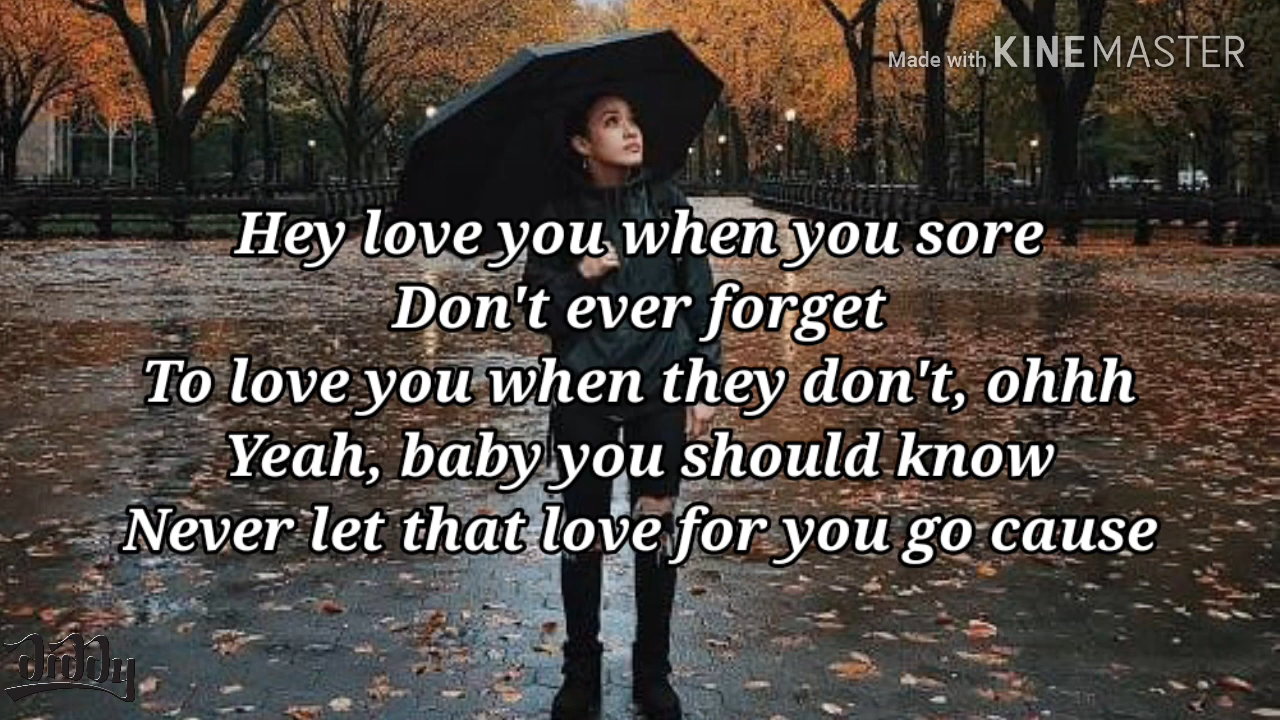 Made with KINEMASTER
Hey love you when you sore
Don't ever forget
To love you when they don't, ohhh
Yeah, baby you should know
Never let that love for you go cause
Diddy